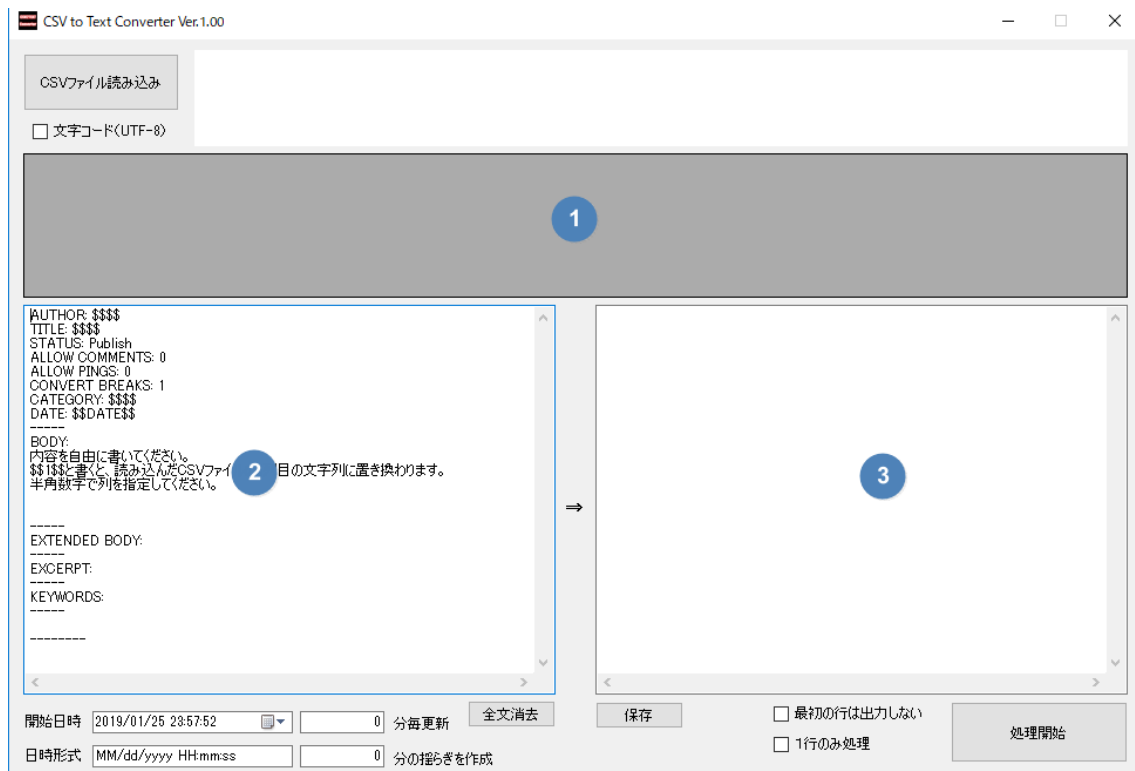 CSV to Text Converter Ver.1.00
CSVファイル読み込み
文字コード(UTF-8)
1
AUTHOR: $$$$
TITLE: $$$$
STATUS: Publish
ALLOW COMMENTS: 0
ALLOW PINGS: 0
CONVERT BREAKS: 1
CATEGORY: $$$$
DATE: $$DATE$$
-----
BODY:
内容を自由に書いてください。
$$1$$と書くと、読み込んだCSVファイ 2 目の文字列に置き換わります。
半角数字で列を指定してください。
-----
EXTENDED BODY:
-----
EXCERPT:
-----
KEYWORDS:
-----
--------
⇒
3
開始日時 2019/01/25 23:57:52 0 分毎更新 全文消去 保存 最初の行は出力しない
日時形式 MM/dd/yyyy HH:mm:ss 0 分の揺らぎを作成 1行のみ処理 処理開始